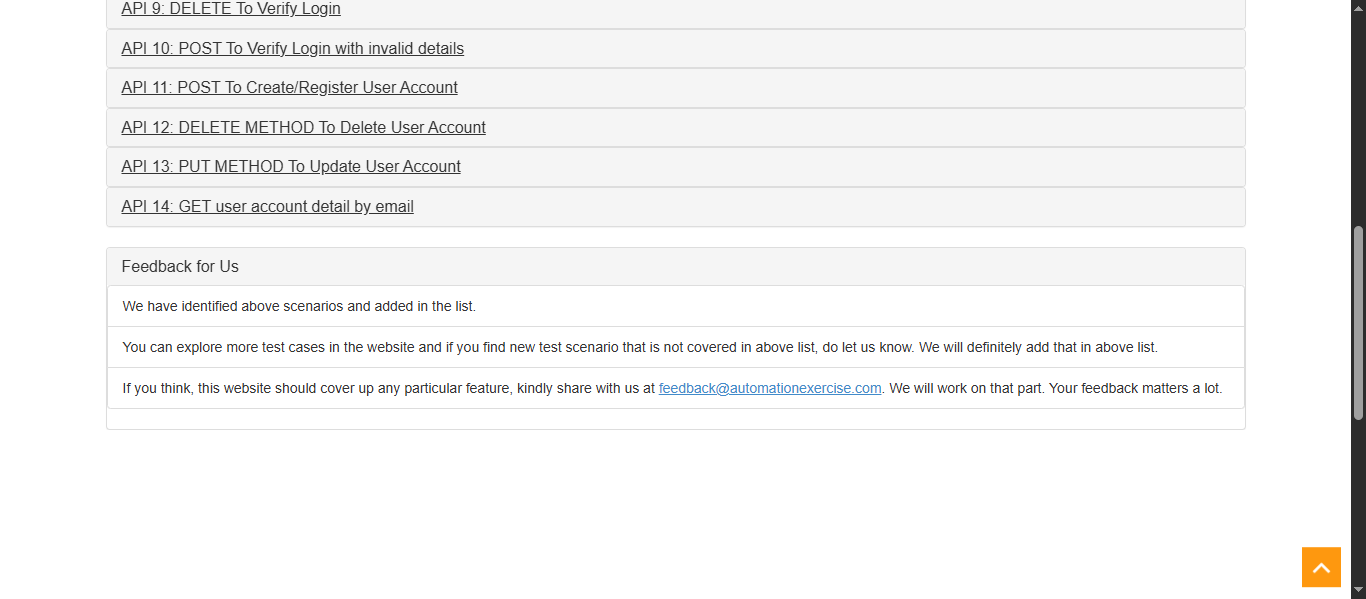 API 9: DELETE To Verify Login
API 10: POST To Verify Login with invalid details
API 11: POST To Create/Register User Account
API 12: DELETE METHOD To Delete User Account
API 13: PUT METHOD To Update User Account
API 14: GET user account detail by email
Feedback for Us
We have identified above scenarios and added in the list.
You can explore more test cases in the website and if you find new test scenario that is not covered in above list, do let us know. We will definitely add that in above list.
If you think, this website should cover up any particular feature, kindly share with us at feedback@automationexercise.com. We will work on that part. Your feedback matters a lot.